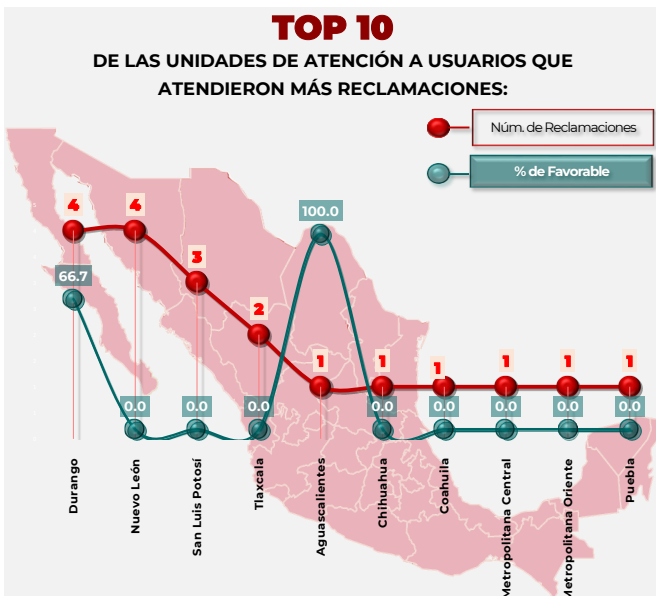 TOP 10
DE LAS UNIDADES DE ATENCIÓN A USUARIOS QUE
ATENDIERON MÁS RECLAMACIONES:
Núm. de Reclamaciones
% de Favorable
4
4
3
2
1
1
1
1
1
1
66.7
0.0
0.0
0.0
100.0
0.0
0.0
0.0
0.0
0.0
Durango
Nuevo León
San Luis Potosí
Tlaxcala
Aguascalientes
Chihuahua
Coahuila
Metropolitana Central
Metropolitana Oriente
Puebla